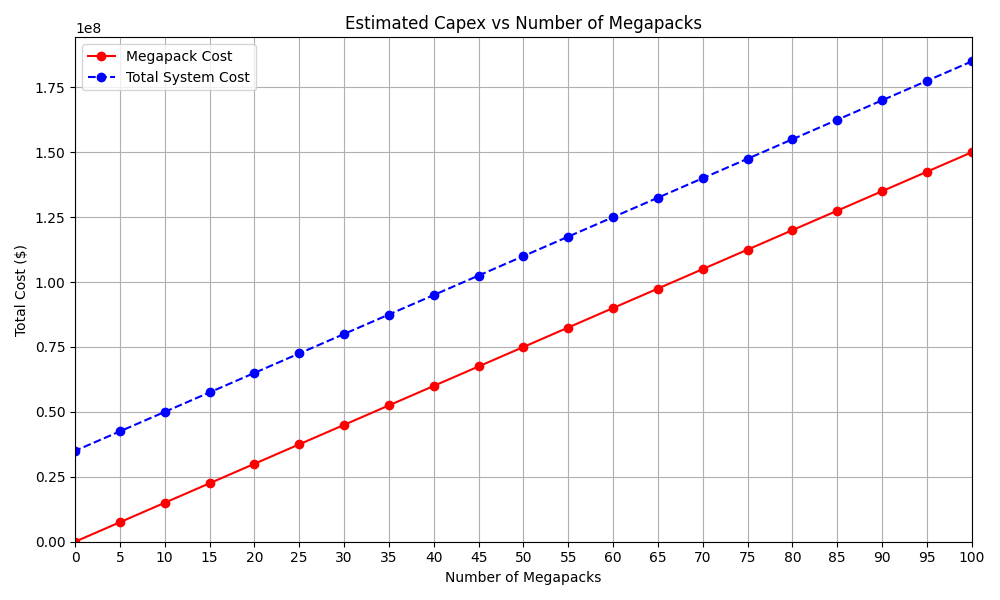 Estimated Capex vs Number of Megapacks
1e8
Megapack Cost
Total System Cost
Total Cost ($)
1.75
1.50
1.25
1.00
0.75
0.50
0.25
0.00
0 5 10 15 20 25 30 35 40 45 50 55 60 65 70 75 80 85 90 95 100
Number of Megapacks